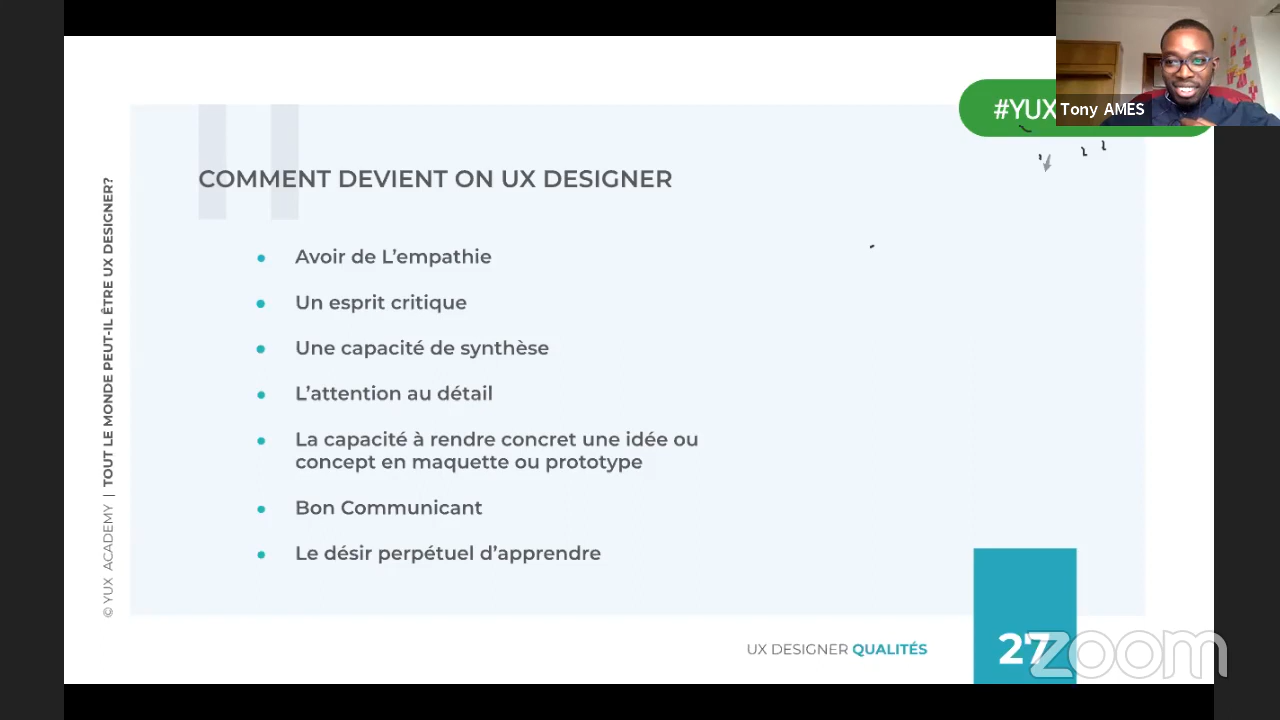 #YUX
Tony AMES
COMMENT DEVIENT ON UX DESIGNER
Avoir de L'empathie
Un esprit critique
Une capacité de synthèse
L'attention au détail
La capacité à rendre concret une idée ou
concept en maquette ou prototype
Bon Communicant
Le désir perpétuel d'apprendre
© YUX ACADEMY | TOUT LE MONDE PEUT-IL ÊTRE UX DESIGNER?
UX DESIGNER QUALITÉS
27
zoom